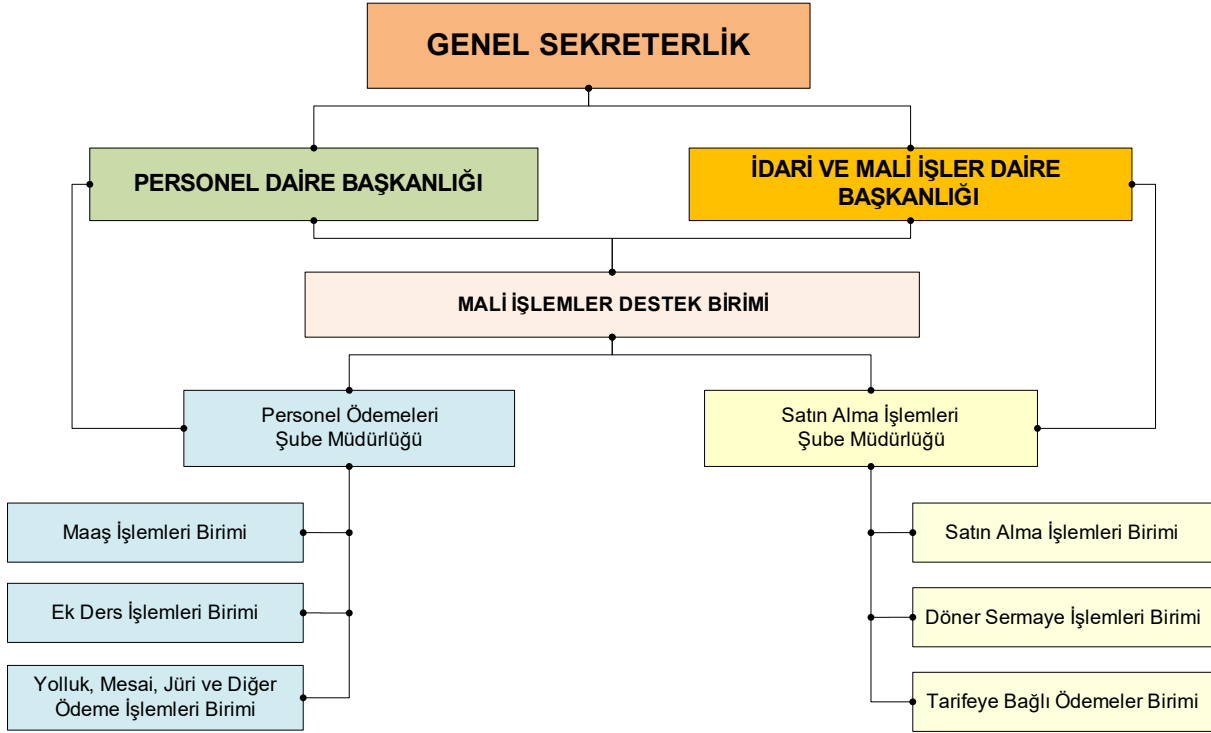 GENEL SEKRETERLİK
PERSONEL DAİRE BAŞKANLIĞI
İDARİ VE MALİ İŞLER DAİRE
BAŞKANLIĞI
MALİ İŞLEMLER DESTEK BİRİMİ
Personel Ödemeleri
Şube Müdürlüğü
Satın Alma İşlemleri
Şube Müdürlüğü
Maaş İşlemleri Birimi
Ek Ders İşlemleri Birimi
Yolluk, Mesai, Jüri ve Diğer
Ödeme İşlemleri Birimi
Satın Alma İşlemleri Birimi
Döner Sermaye İşlemleri Birimi
Tarifeye Bağlı Ödemeler Birimi